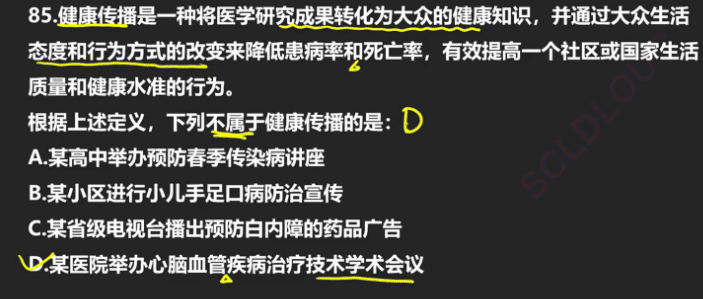 85.健康传播是一种将医学研究成果转化为大众的健康知识，并通过大众生活
态度和行为方式的改变来降低患病率和死亡率，有效提高一个社区或国家生活
质量和健康水准的行为。
根据上述定义，下列不属于健康传播的是：D
A.某高中举办预防春季传染病讲座
B.某小区进行小儿手足口病防治宣传
C.某省级电视台播出预防白内障的药品广告
D.某医院举办心脑血管疾病治疗技术学术会议
SCLDLOUS